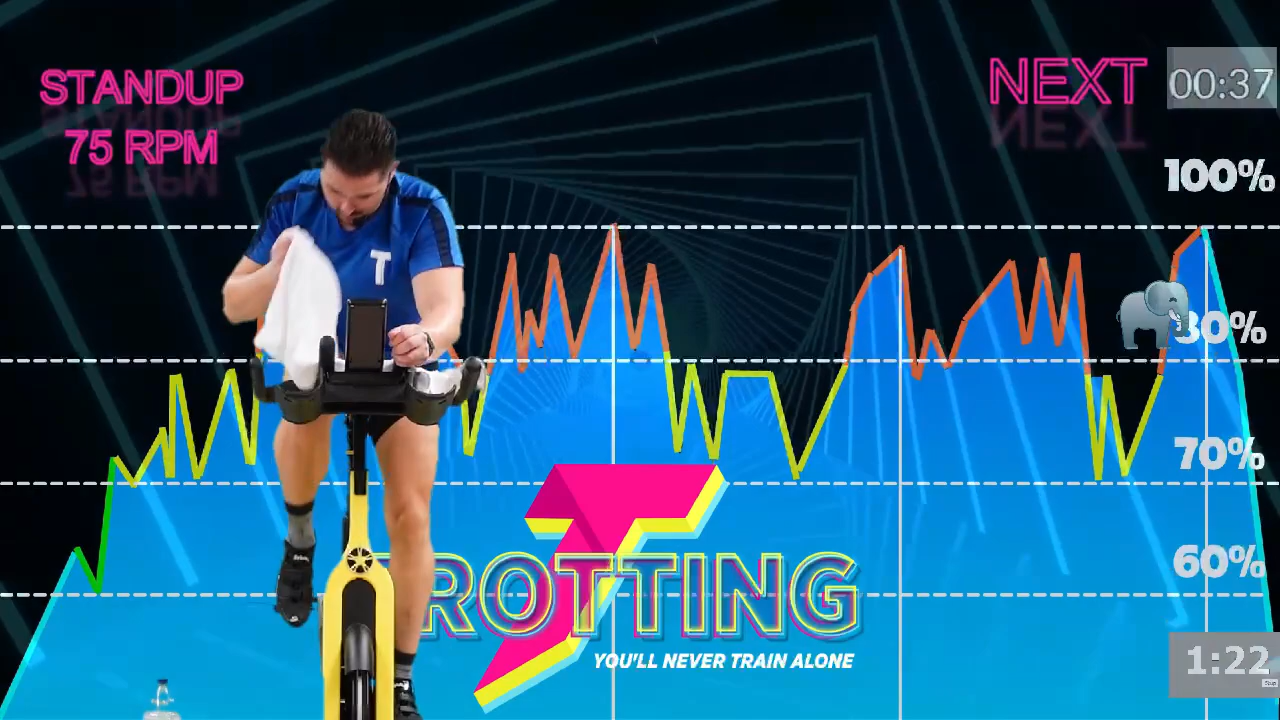 STANDUP
75 RPM
NEXT
00:37
100%
80%
70%
60%
T
TROTTING
YOU'LL NEVER TRAIN ALONE
1:22